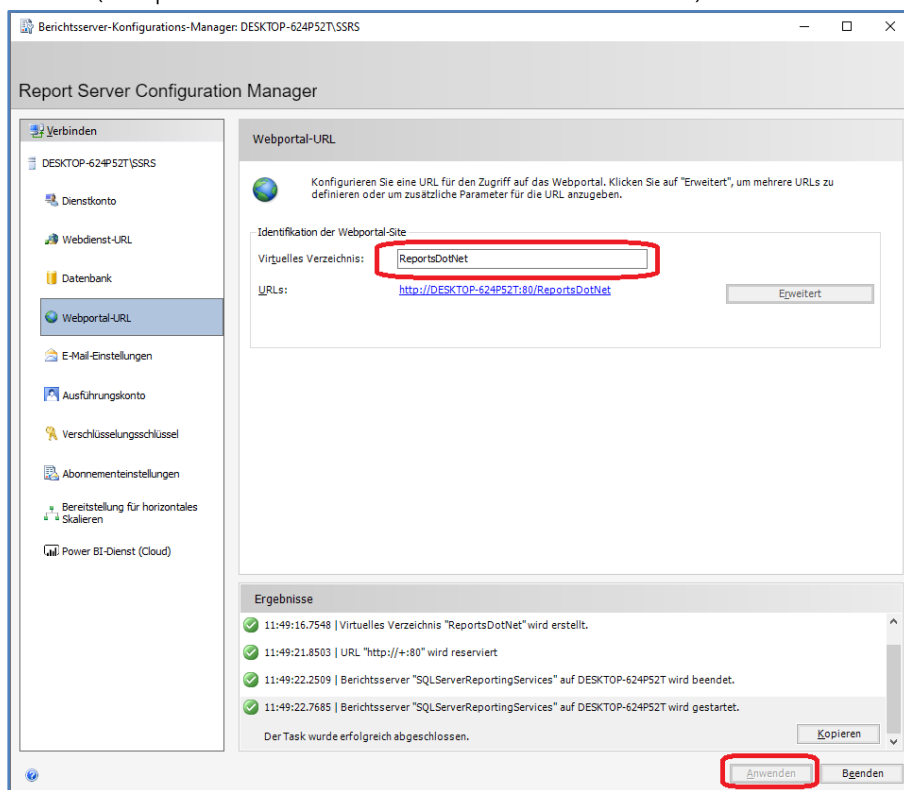 Berichtsserver-Konfigurations-Manager: DESKTOP-624P52T\SSRS
Report Server Configuration Manager
Verbinden
DESKTOP-624P52T\SSRS
Dienstkonto
Webdienst-URL
Datenbank
Webportal-URL
E-Mail-Einstellungen
Ausführungskonto
Verschlüsselungsschlüssel
Abonnementeinstellungen
Bereitstellung für horizontales
Skalieren
Power BI-Dienst (Cloud)
Webportal-URL
Konfigurieren Sie eine URL für den Zugriff auf das Webportal. Klicken Sie auf "Erweitert", um mehrere URLs zu
definieren oder um zusätzliche Parameter für die URL anzugeben.
Identifikation der Webportal-Site
Virtuelles Verzeichnis: ReportsDotNet
URLs: http://DESKTOP-624P52T:80/ReportsDotNet Erweitert
Ergebnisse
11:49:16.7548 | Virtuelles Verzeichnis "ReportsDotNet" wird erstellt.
11:49:21.8503 | URL "http://+:80" wird reserviert
11:49:22.2509 | Berichtsserver "SQLServerReportingServices" auf DESKTOP-624P52T wird beendet.
11:49:22.7685 | Berichtsserver "SQLServerReportingServices" auf DESKTOP-624P52T wird gestartet.
Der Task wurde erfolgreich abgeschlossen.
Kopieren
Anwenden Beenden